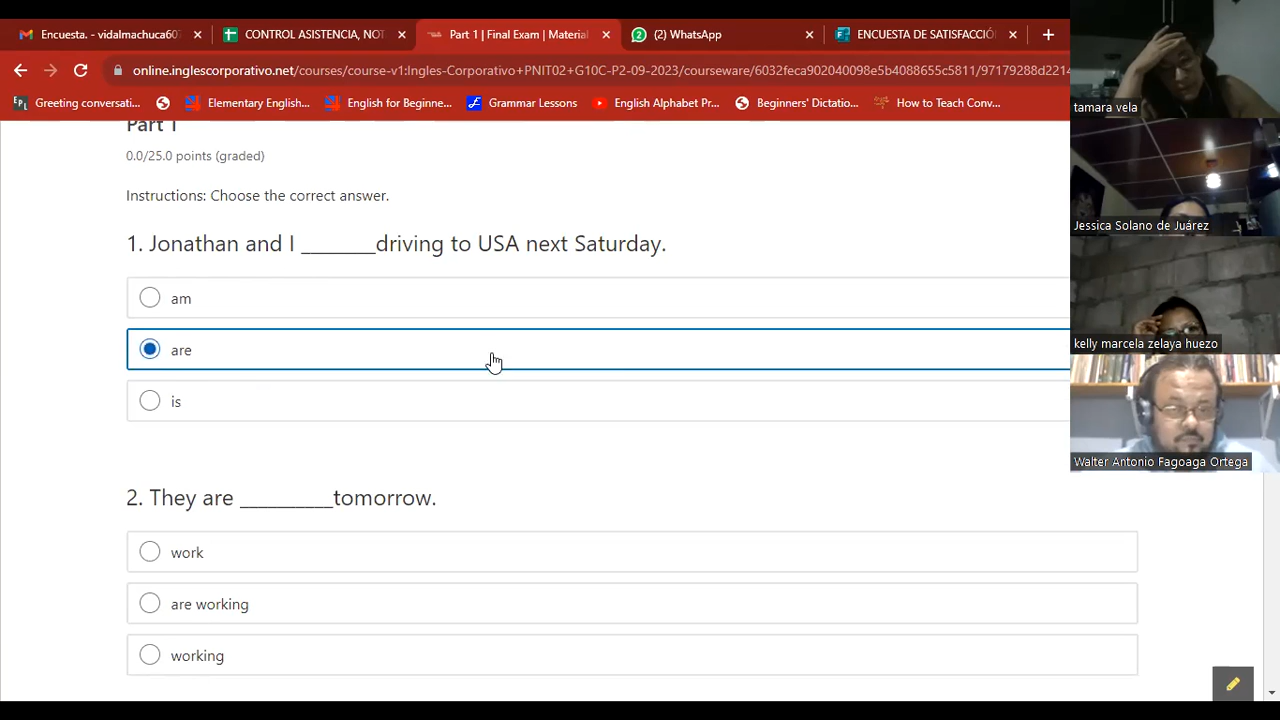 Encuesta. - vidalmachuca607
CONTROL ASISTENCIA, NOT
Part 1 | Final Exam | Material
(2) WhatsApp
ENCUESTA DE SATISFACCIÓ
online.inglescorporativo.net/courses/course-v1:Ingles-Corporativo+PNIT02+G10C-P2-09-2023/courseware/6032feca902040098e5b4088655c5811/97179288d2214
Greeting conversati...
Elementary English...
English for Beginne...
Grammar Lessons
English Alphabet Pr...
Beginners' Dictatio...
How to Teach Conv...
Part 1
0.0/25.0 points (graded)
Instructions: Choose the correct answer.
1. Jonathan and I ________driving to USA next Saturday.
am
are
is
2. They are __________tomorrow.
work
are working
working
tamara vela
Jessica Solano de Juárez
kelly marcela zelaya huezo
Walter Antonio Fagoaga Ortega